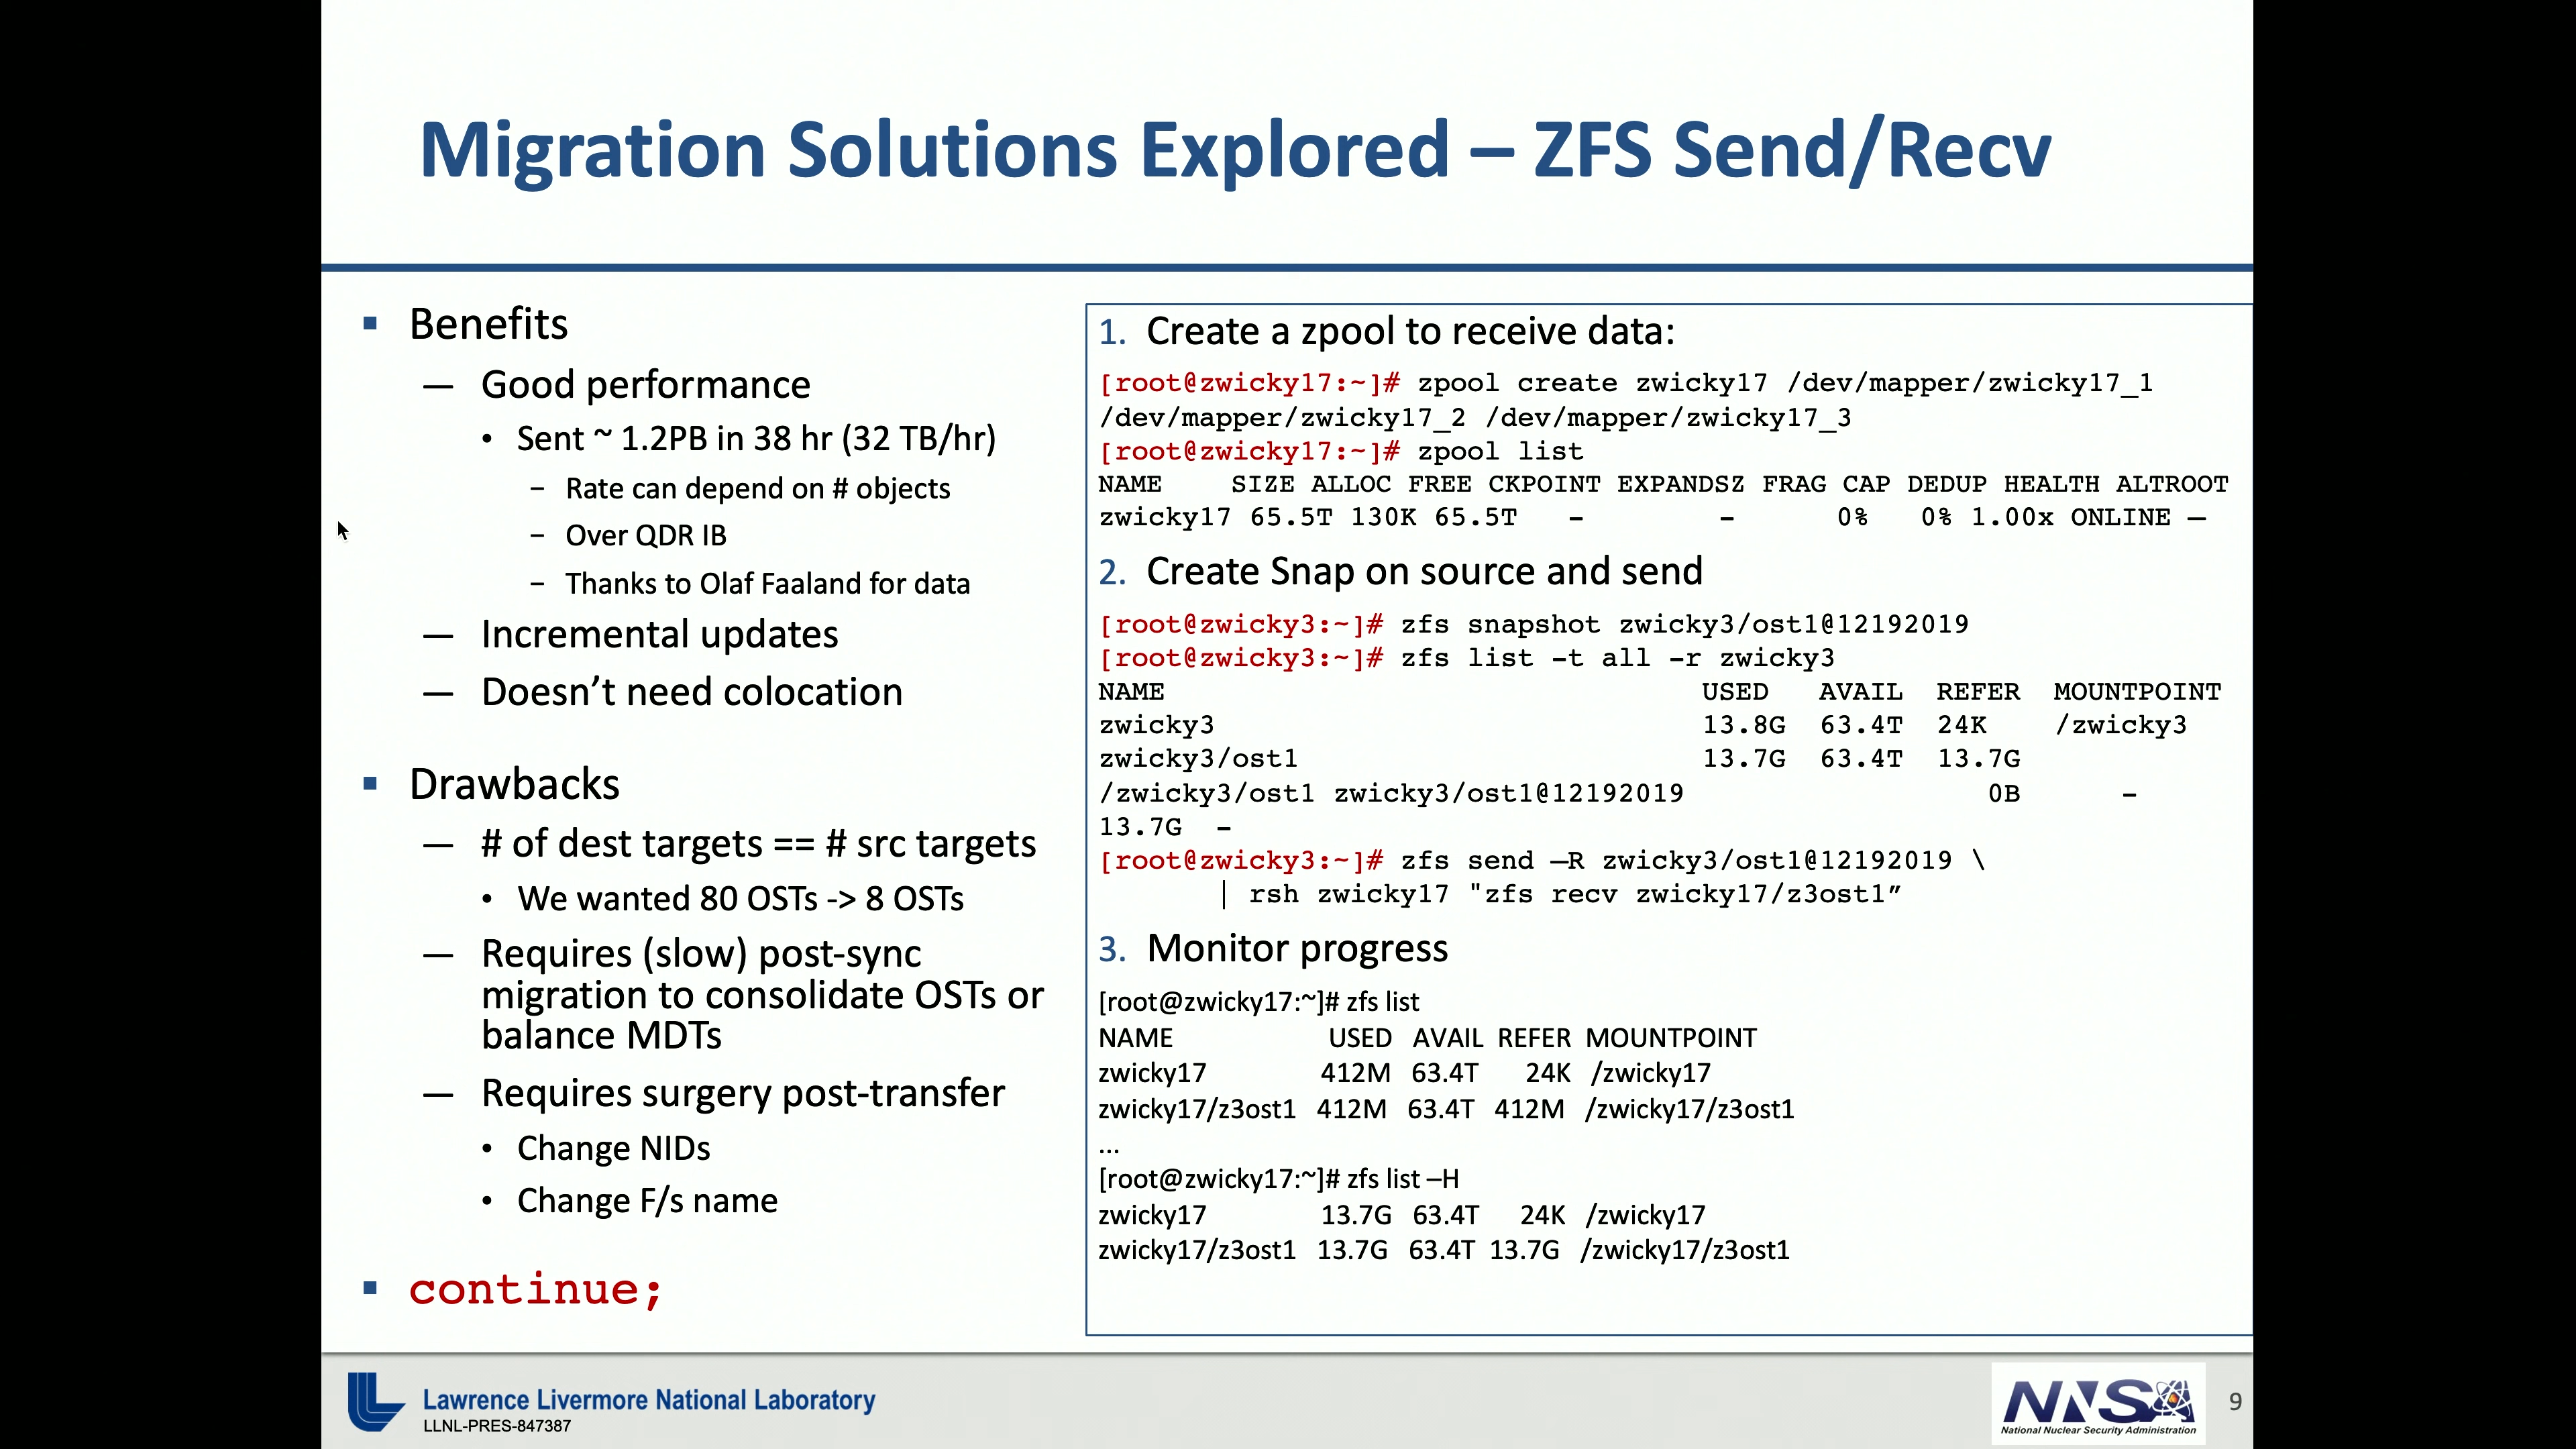 Migration Solutions Explored – ZFS Send/Recv
▪ Benefits
— Good performance
• Sent ~ 1.2PB in 38 hr (32 TB/hr)
– Rate can depend on # objects
– Over QDR IB
– Thanks to Olaf Faaland for data
— Incremental updates
— Doesn't need colocation
▪ Drawbacks
— # of dest targets == # src targets
• We wanted 80 OSTs -> 8 OSTs
— Requires (slow) post-sync
migration to consolidate OSTs or
balance MDTs
— Requires surgery post-transfer
• Change NIDs
• Change F/s name
▪ continue;
1. Create a zpool to receive data:
[root@zwicky17:~]# zpool create zwicky17 /dev/mapper/zwicky17_1
/dev/mapper/zwicky17_2 /dev/mapper/zwicky17_3
[root@zwicky17:~]# zpool list
NAME SIZE ALLOC FREE CKPOINT EXPANDSZ FRAG CAP DEDUP HEALTH ALTROOT
zwicky17 65.5T 130K 65.5T – – 0% 0% 1.00x ONLINE —
2. Create Snap on source and send
[root@zwicky3:~]# zfs snapshot zwicky3/ost1@12192019
[root@zwicky3:~]# zfs list -t all -r zwicky3
NAME USED AVAIL REFER MOUNTPOINT
zwicky3 13.8G 63.4T 24K /zwicky3
zwicky3/ost1 13.7G 63.4T 13.7G
/zwicky3/ost1 zwicky3/ost1@12192019 0B –
13.7G –
[root@zwicky3:~]# zfs send –R zwicky3/ost1@12192019 \
| rsh zwicky17 "zfs recv zwicky17/z3ost1”
3. Monitor progress
[root@zwicky17:~]# zfs list
NAME USED AVAIL REFER MOUNTPOINT
zwicky17 412M 63.4T 24K /zwicky17
zwicky17/z3ost1 412M 63.4T 412M /zwicky17/z3ost1
...
[root@zwicky17:~]# zfs list –H
zwicky17 13.7G 63.4T 24K /zwicky17
zwicky17/z3ost1 13.7G 63.4T 13.7G /zwicky17/z3ost1
Lawrence Livermore National Laboratory
LLNL-PRES-847387
NNSA
National Nuclear Security Administration
9